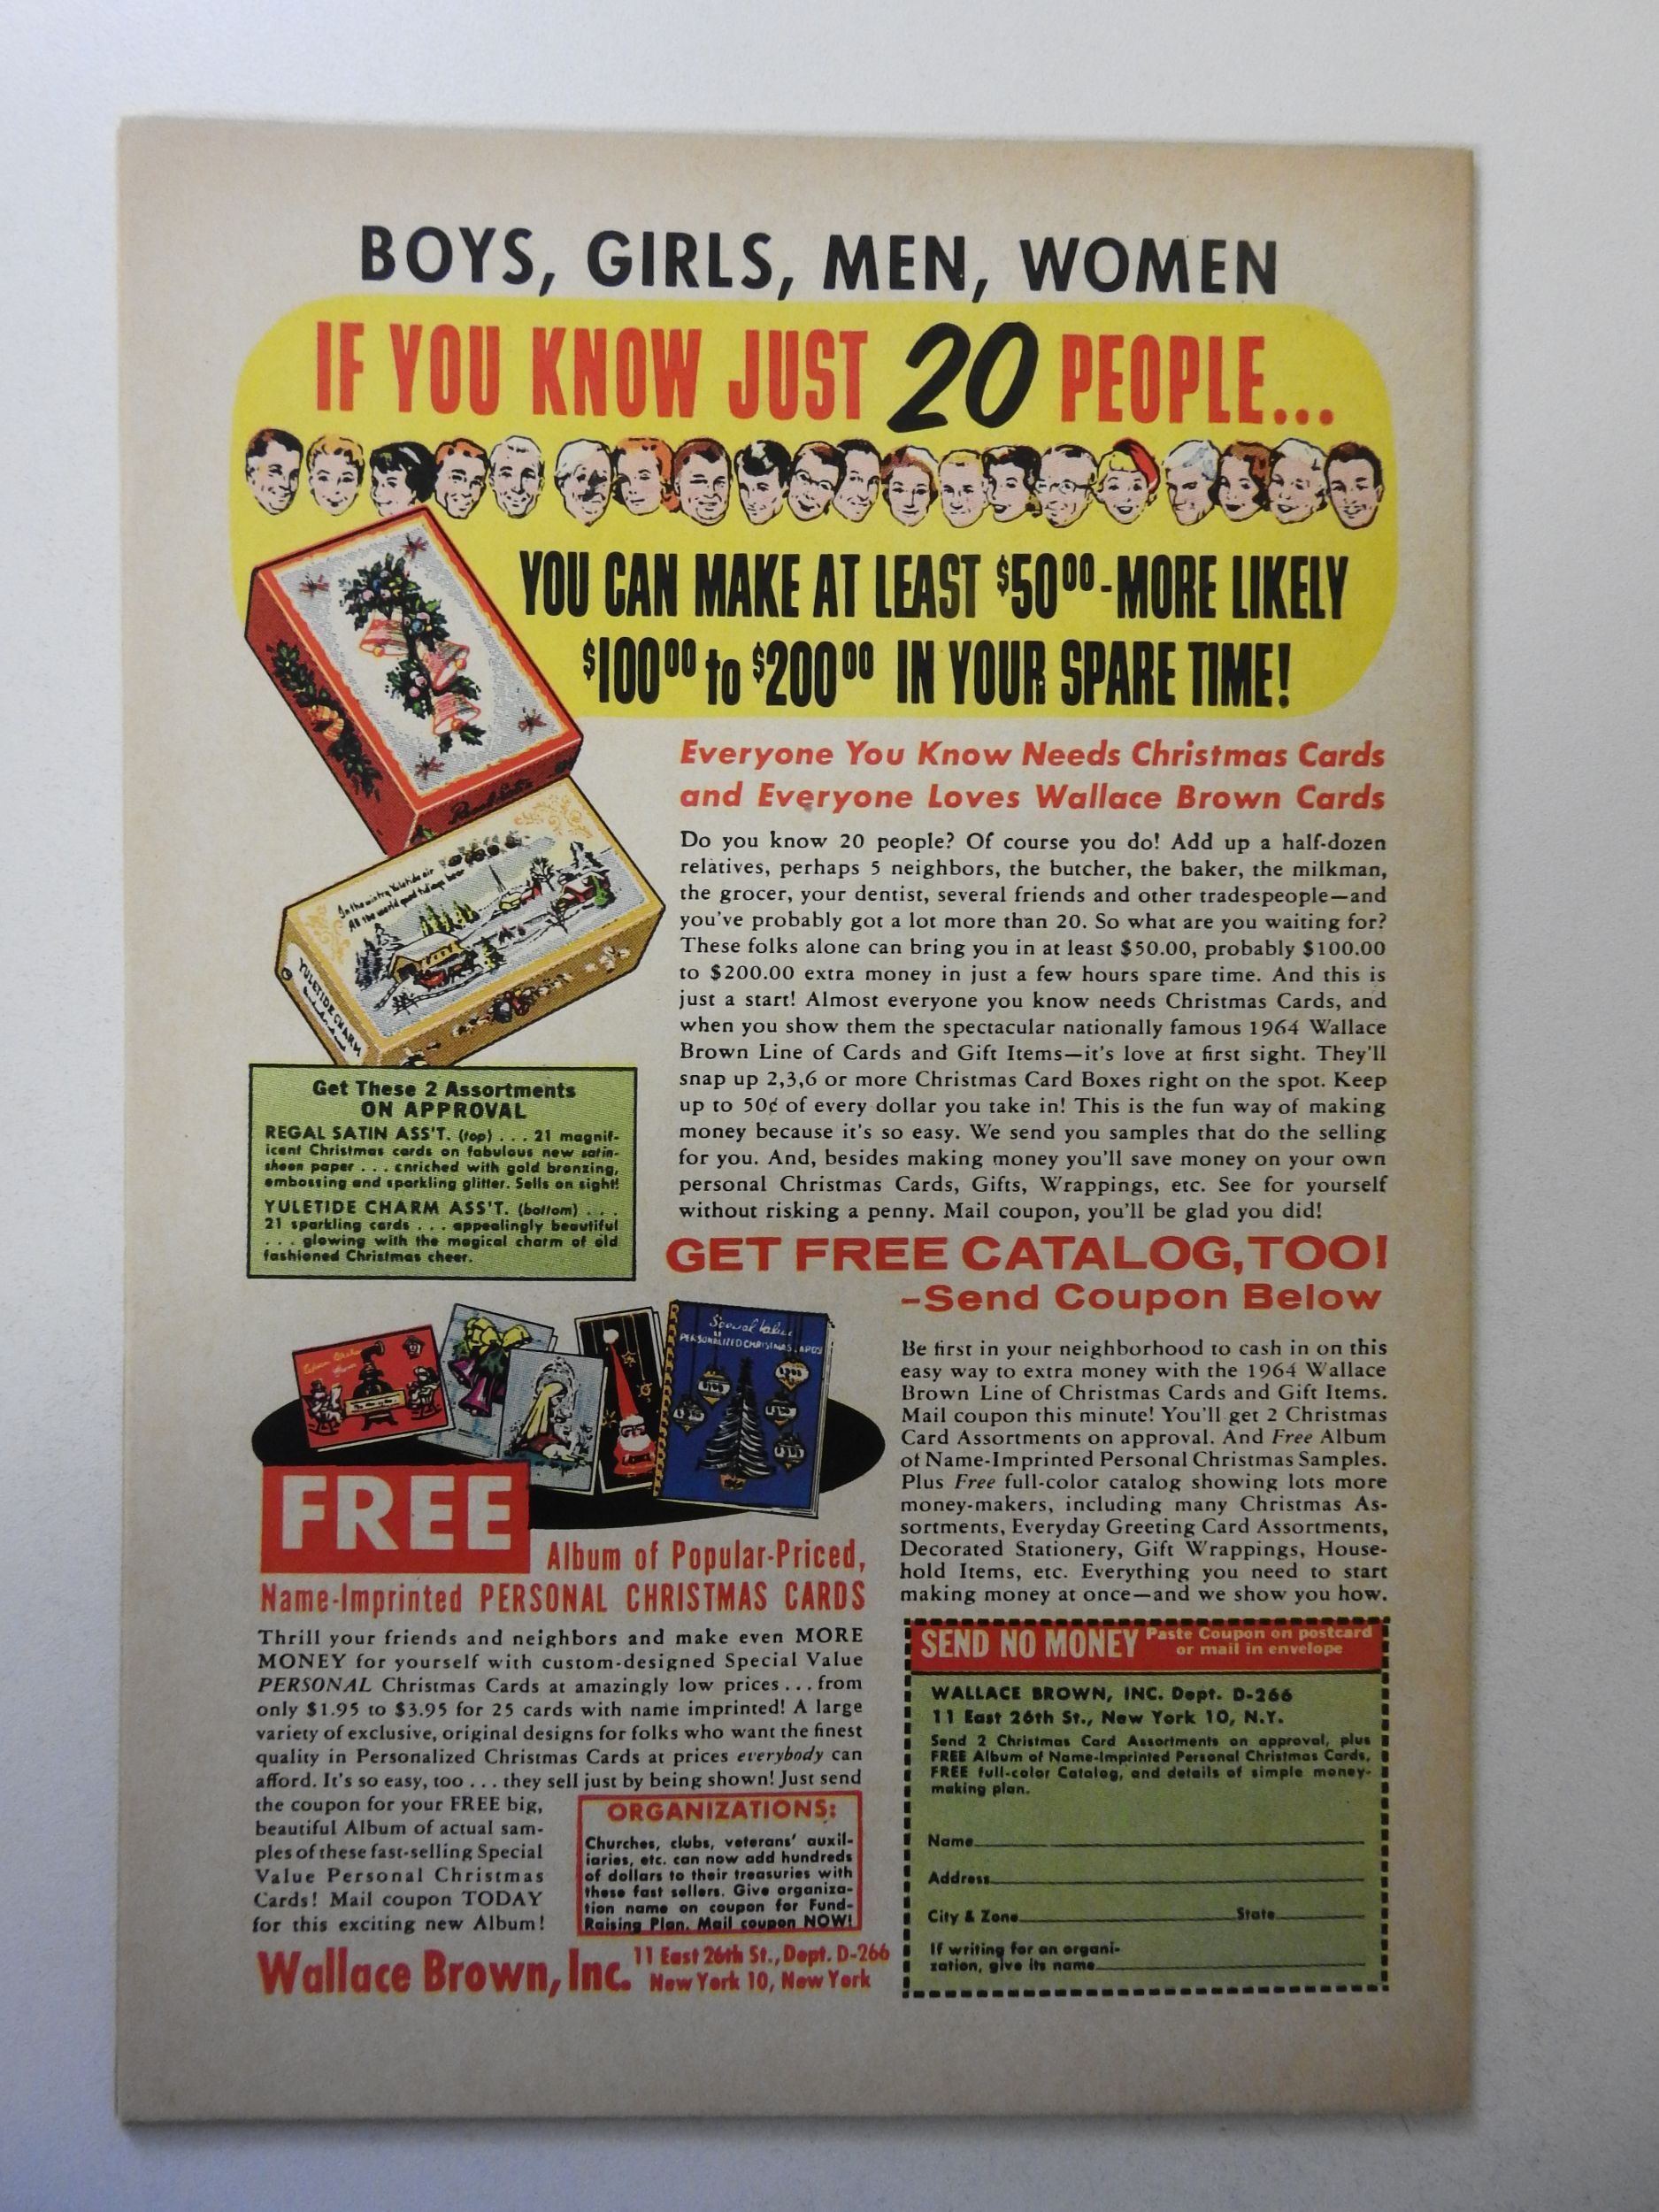 BOYS, GIRLS, MEN, WOMEN
IF YOU KNOW JUST 20 PEOPLE...
YOU CAN MAKE AT LEAST $50⁰⁰-MORE LIKELY
$100⁰⁰ to $200⁰⁰ IN YOUR SPARE TIME!
Regal Satin
In the wintry Yuletide air
All the world good tidings bear
YULETIDE CHARM
Everyone You Know Needs Christmas Cards
and Everyone Loves Wallace Brown Cards
Do you know 20 people? Of course you do! Add up a half-dozen
relatives, perhaps 5 neighbors, the butcher, the baker, the milkman,
the grocer, your dentist, several friends and other tradespeople—and
you've probably got a lot more than 20. So what are you waiting for?
These folks alone can bring you in at least $50.00, probably $100.00
to $200.00 extra money in just a few hours spare time. And this is
just a start! Almost everyone you know needs Christmas Cards, and
when you show them the spectacular nationally famous 1964 Wallace
Brown Line of Cards and Gift Items—it's love at first sight. They'll
snap up 2,3,6 or more Christmas Card Boxes right on the spot. Keep
up to 50¢ of every dollar you take in! This is the fun way of making
money because it's so easy. We send you samples that do the selling
for you. And, besides making money you'll save money on your own
personal Christmas Cards, Gifts, Wrappings, etc. See for yourself
without risking a penny. Mail coupon, you'll be glad you did!
Get These 2 Assortments
ON APPROVAL
REGAL SATIN ASS'T. (top) . . . 21 magnif-
icent Christmas cards on fabulous new satin-
sheen paper . . . enriched with gold bronzing,
embossing and sparkling glitter. Sells on sight!
YULETIDE CHARM ASS'T. (bottom) . . .
21 sparkling cards . . . appealingly beautiful
. . . glowing with the magical charm of old
fashioned Christmas cheer.
GET FREE CATALOG, TOO!
–Send Coupon Below
Be first in your neighborhood to cash in on this
easy way to extra money with the 1964 Wallace
Brown Line of Christmas Cards and Gift Items.
Mail coupon this minute! You'll get 2 Christmas
Card Assortments on approval. And Free Album
of Name-Imprinted Personal Christmas Samples.
Plus Free full-color catalog showing lots more
money-makers, including many Christmas As-
sortments, Everyday Greeting Card Assortments,
Decorated Stationery, Gift Wrappings, House-
hold Items, etc. Everything you need to start
making money at once—and we show you how.
Special Value
PERSONALIZED CHRISTMAS CARDS
FREE
Album of Popular-Priced,
Name-Imprinted PERSONAL CHRISTMAS CARDS
Thrill your friends and neighbors and make even MORE
MONEY for yourself with custom-designed Special Value
PERSONAL Christmas Cards at amazingly low prices . . . from
only $1.95 to $3.95 for 25 cards with name imprinted! A large
variety of exclusive, original designs for folks who want the finest
quality in Personalized Christmas Cards at prices everybody can
afford. It's so easy, too . . . they sell just by being shown! Just send
the coupon for your FREE big,
beautiful Album of actual sam-
ples of these fast-selling Special
Value Personal Christmas
Cards! Mail coupon TODAY
for this exciting new Album!
ORGANIZATIONS:
Churches, clubs, veterans' auxil-
iaries, etc. can now add hundreds
of dollars to their treasuries with
these fast sellers. Give organiza-
tion name on coupon for Fund-
Raising Plan. Mail coupon NOW!
Wallace Brown, Inc. 11 East 26th St., Dept. D-266
New York 10, New York
SEND NO MONEY Paste Coupon on postcard
or mail in envelope
WALLACE BROWN, INC. Dept. D-266
11 East 26th St., New York 10, N.Y.
Send 2 Christmas Card Assortments on approval, plus
FREE Album of Name-Imprinted Personal Christmas Cards,
FREE full-color Catalog, and details of simple money-
making plan.
Name
Address
City & Zone State
If writing for an organi-
zation, give its name